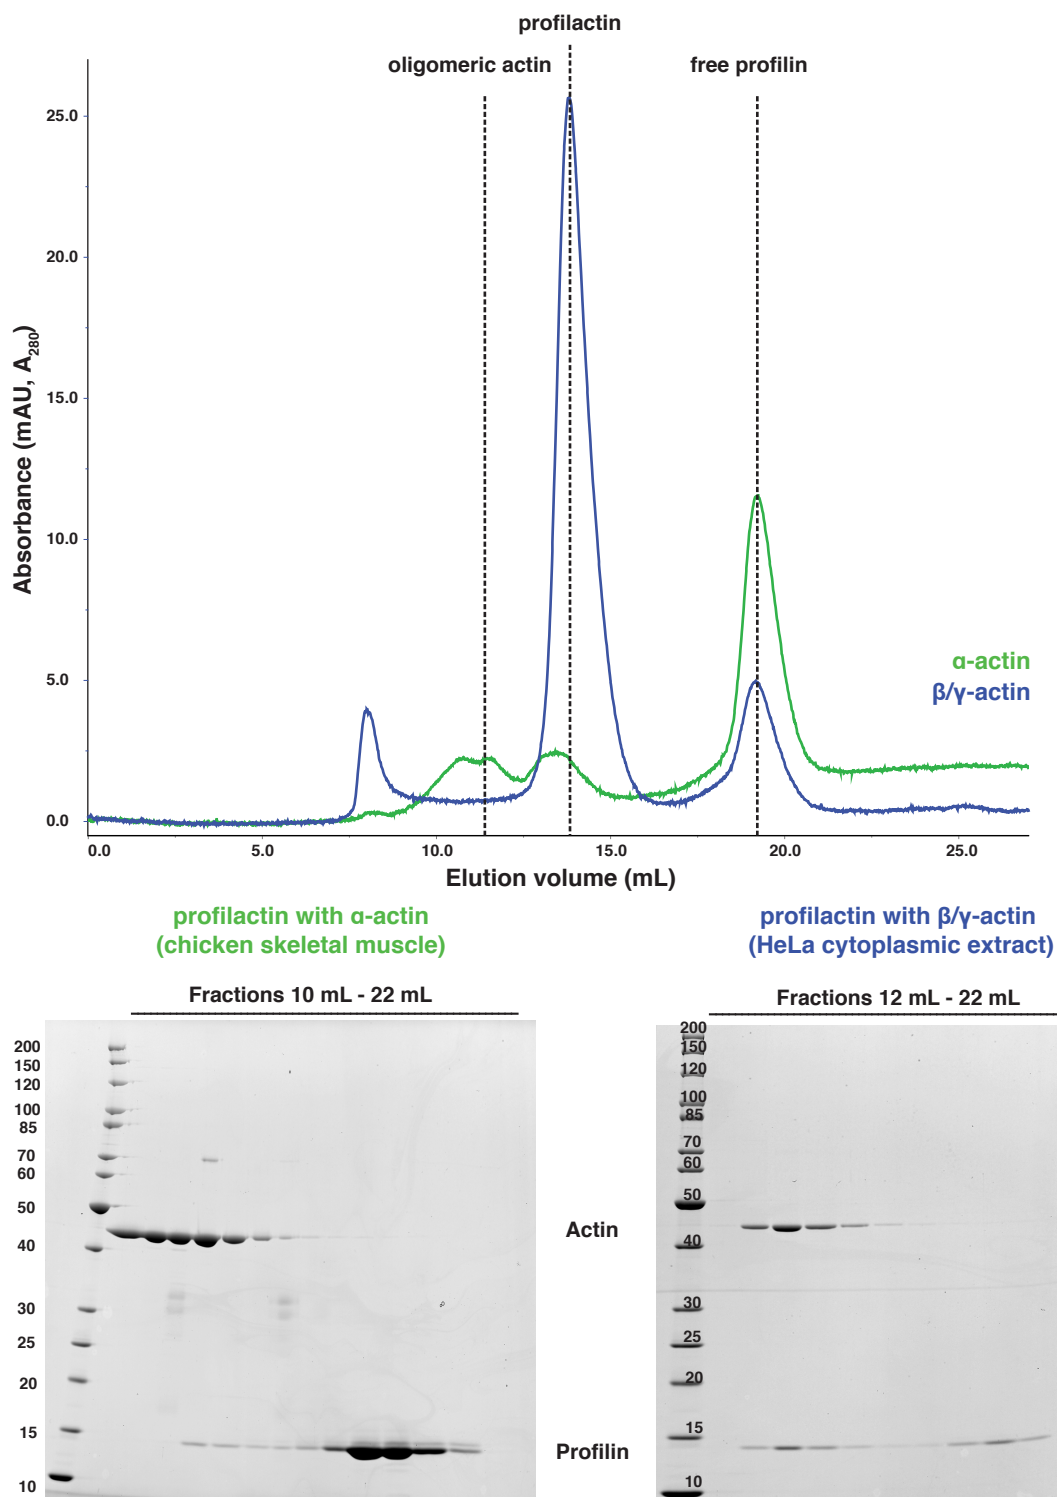 profilactin
oligomeric actin
free profilin
25.0
20.0
15.0
10.0
5.0
0.0
Absorbance (mAU, A280)
α-actin
β/γ-actin
0.0 5.0 10.0 15.0 20.0 25.0
Elution volume (mL)
profilactin with α-actin
(chicken skeletal muscle)
Fractions 10 mL - 22 mL
200
150
120
100
85
70
60
50
40
30
25
20
15
10
Actin
Profilin
profilactin with β/γ-actin
(HeLa cytoplasmic extract)
Fractions 12 mL - 22 mL
200
150
120
100
85
70
60
50
40
30
25
20
15
10